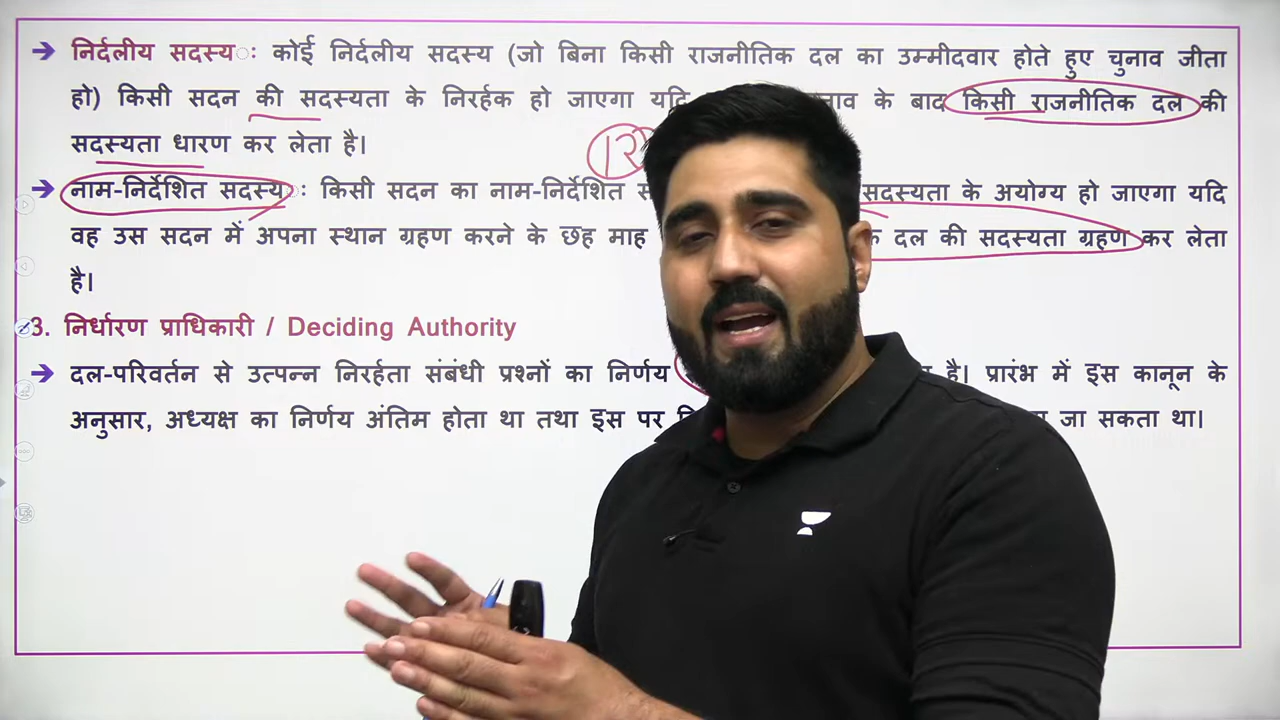 → निर्दलीय सदस्य ः कोई निर्दलीय सदस्य (जो बिना किसी राजनीतिक दल का उम्मीदवार होते हुए चुनाव जीता
हो) किसी सदन की सदस्यता के निरर्हक हो जाएगा यदि के बाद किसी राजनीतिक दल की
सदस्यता धारण कर लेता है।
12
→ नाम-निर्देशित सदस्य ः किसी सदन का नाम-निर्देशित सदस्यता के अयोग्य हो जाएगा यदि
वह उस सदन में अपना स्थान ग्रहण करने के छह माह दल की सदस्यता ग्रहण कर लेता
है।
3. निर्धारण प्राधिकारी / Deciding Authority
→ दल-परिवर्तन से उत्पन्न निरर्हता संबंधी प्रश्नों का निर्णय है। प्रारंभ में इस कानून के
अनुसार, अध्यक्ष का निर्णय अंतिम होता था तथा इस पर जा सकता था।